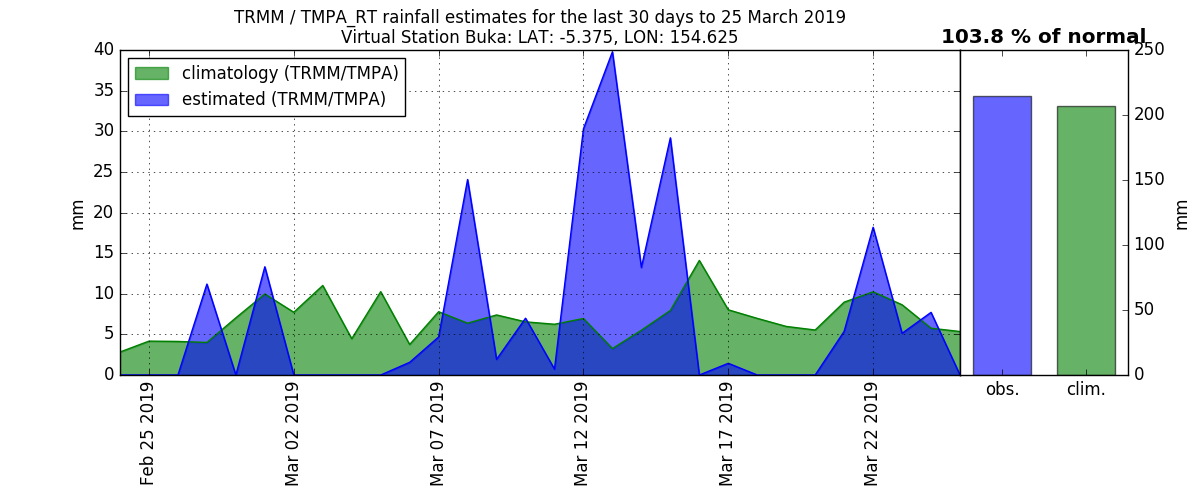 TRMM / TMPA_RT rainfall estimates for the last 30 days to 25 March 2019
Virtual Station Buka: LAT: -5.375, LON: 154.625
103.8 % of normal
climatology (TRMM/TMPA)
estimated (TRMM/TMPA)
40
35
30
25
20
15
10
5
0
mm
Feb 25 2019
Mar 02 2019
Mar 07 2019
Mar 12 2019
Mar 17 2019
Mar 22 2019
obs.
clim.
250
200
150
100
50
0
mm